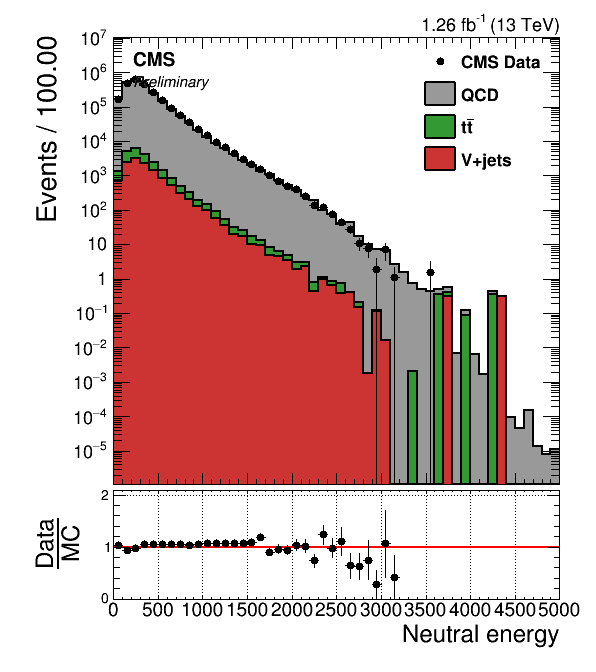 1.26 fb⁻¹ (13 TeV)
Events / 100.00
10⁷
10⁶
10⁵
10⁴
10³
10²
10
1
10⁻¹
10⁻²
10⁻³
10⁻⁴
10⁻⁵
CMS
Preliminary
CMS Data
QCD
tt̄
V+jets
Data
MC
2
1
0
0 500 1000 1500 2000 2500 3000 3500 4000 4500 5000
Neutral energy